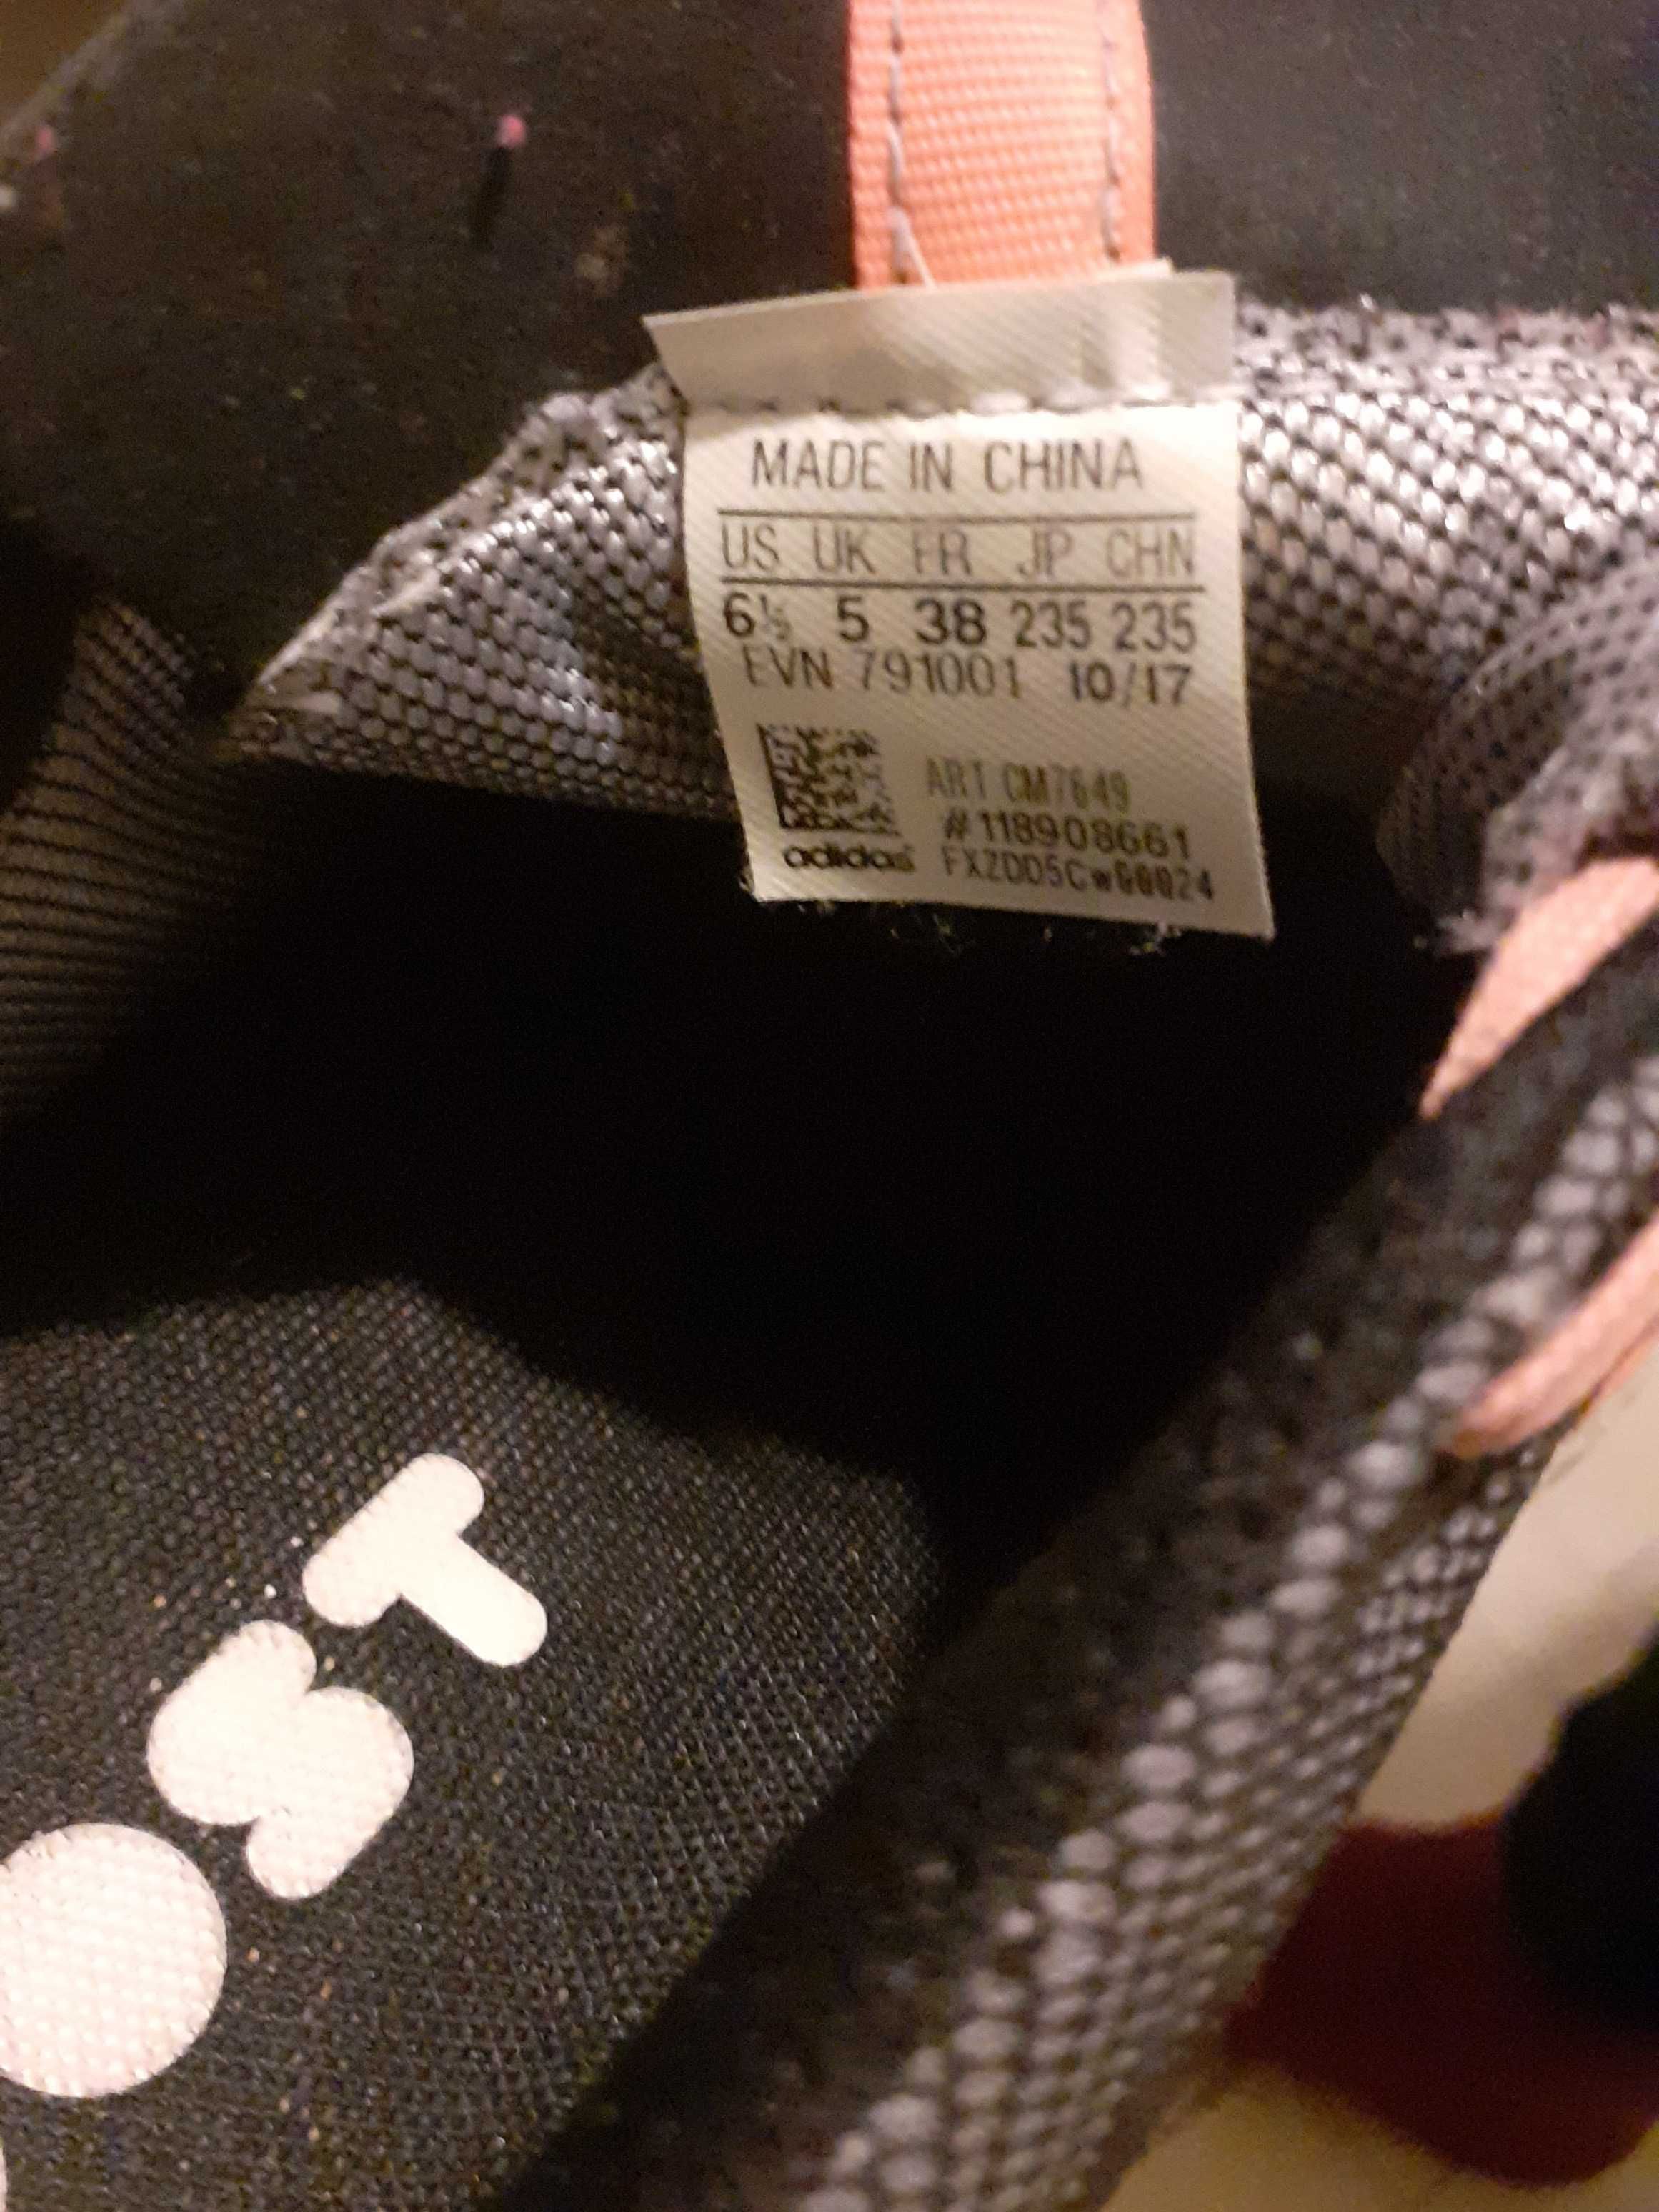 MADE IN CHINA
US UK FR JP CHN
6½ 5 38 235 235
EVN 791001 10/17
ART CM7649
#118908661
adidas FXZDD5CwG0024
OST